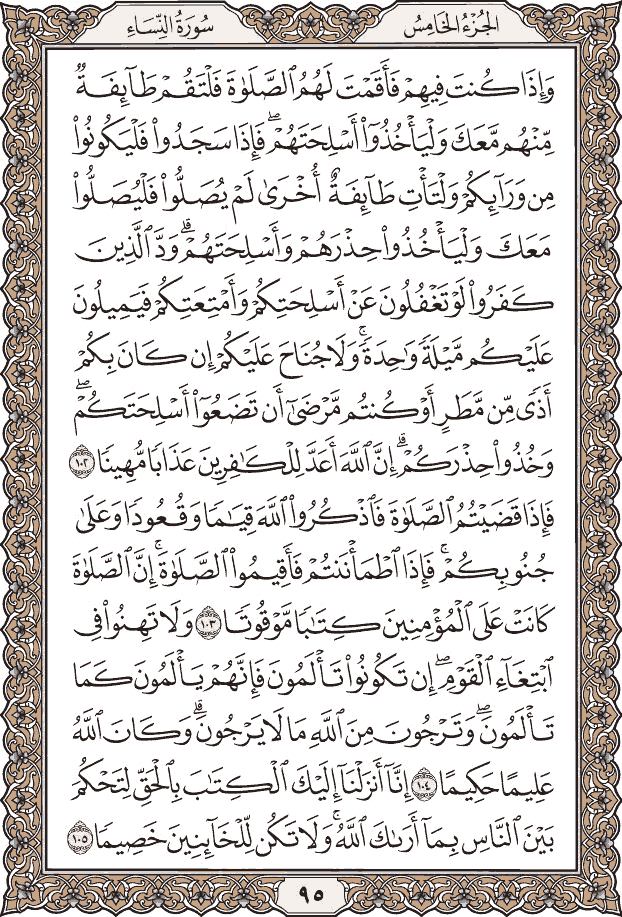 الجُزْءُ الخَامِسُ
سُورَةُ النِّسَاءِ
وَإِذَا كُنتَ فِيهِمْ فَأَقَمْتَ لَهُمُ ٱلصَّلَوٰةَ فَلْتَقُمْ طَآئِفَةٌ
مِّنْهُم مَّعَكَ وَلْيَأْخُذُوٓا۟ أَسْلِحَتَهُمْۖ فَإِذَا سَجَدُوا۟ فَلْيَكُونُوا۟
مِن وَرَآئِكُمْ وَلْتَأْتِ طَآئِفَةٌ أُخْرَىٰ لَمْ يُصَلُّوا۟ فَلْيُصَلُّوا۟
مَعَكَ وَلْيَأْخُذُوا۟ حِذْرَهُمْ وَأَسْلِحَتَهُمْۗ وَدَّ ٱلَّذِينَ
كَفَرُوا۟ لَوْ تَغْفُلُونَ عَنْ أَسْلِحَتِكُمْ وَأَمْتِعَتِكُمْ فَيَمِيلُونَ
عَلَيْكُم مَّيْلَةً وَٰحِدَةًۚ وَلَا جُنَاحَ عَلَيْكُمْ إِن كَانَ بِكُمْ
أَذًى مِّن مَّطَرٍ أَوْ كُنتُم مَّرْضَىٰٓ أَن تَضَعُوٓا۟ أَسْلِحَتَكُمْۖ
وَخُذُوا۟ حِذْرَكُمْۗ إِنَّ ٱللَّهَ أَعَدَّ لِلْكَٰفِرِينَ عَذَابًا مُّهِينًا ١٠٢
فَإِذَا قَضَيْتُمُ ٱلصَّلَوٰةَ فَٱذْكُرُوا۟ ٱللَّهَ قِيَٰمًا وَقُعُودًا وَعَلَىٰ
جُنُوبِكُمْۚ فَإِذَا ٱطْمَأْنَنتُمْ فَأَقِيمُوا۟ ٱلصَّلَوٰةَۚ إِنَّ ٱلصَّلَوٰةَ
كَانَتْ عَلَى ٱلْمُؤْمِنِينَ كِتَٰبًا مَّوْقُوتًا ١٠٣ وَلَا تَهِنُوا۟ فِى
ٱبْتِغَآءِ ٱلْقَوْمِۖ إِن تَكُونُوا۟ تَأْلَمُونَ فَإِنَّهُمْ يَأْلَمُونَ كَمَا
تَأْلَمُونَۖ وَتَرْجُونَ مِنَ ٱللَّهِ مَا لَا يَرْجُونَۗ وَكَانَ ٱللَّهُ
عَلِيمًا حَكِيمًا ١٠٤ إِنَّآ أَنزَلْنَآ إِلَيْكَ ٱلْكِتَٰبَ بِٱلْحَقِّ لِتَحْكُمَ
بَيْنَ ٱلنَّاسِ بِمَآ أَرَىٰكَ ٱللَّهُۚ وَلَا تَكُن لِّلْخَآئِنِينَ خَصِيمًا ١٠٥
٩٥